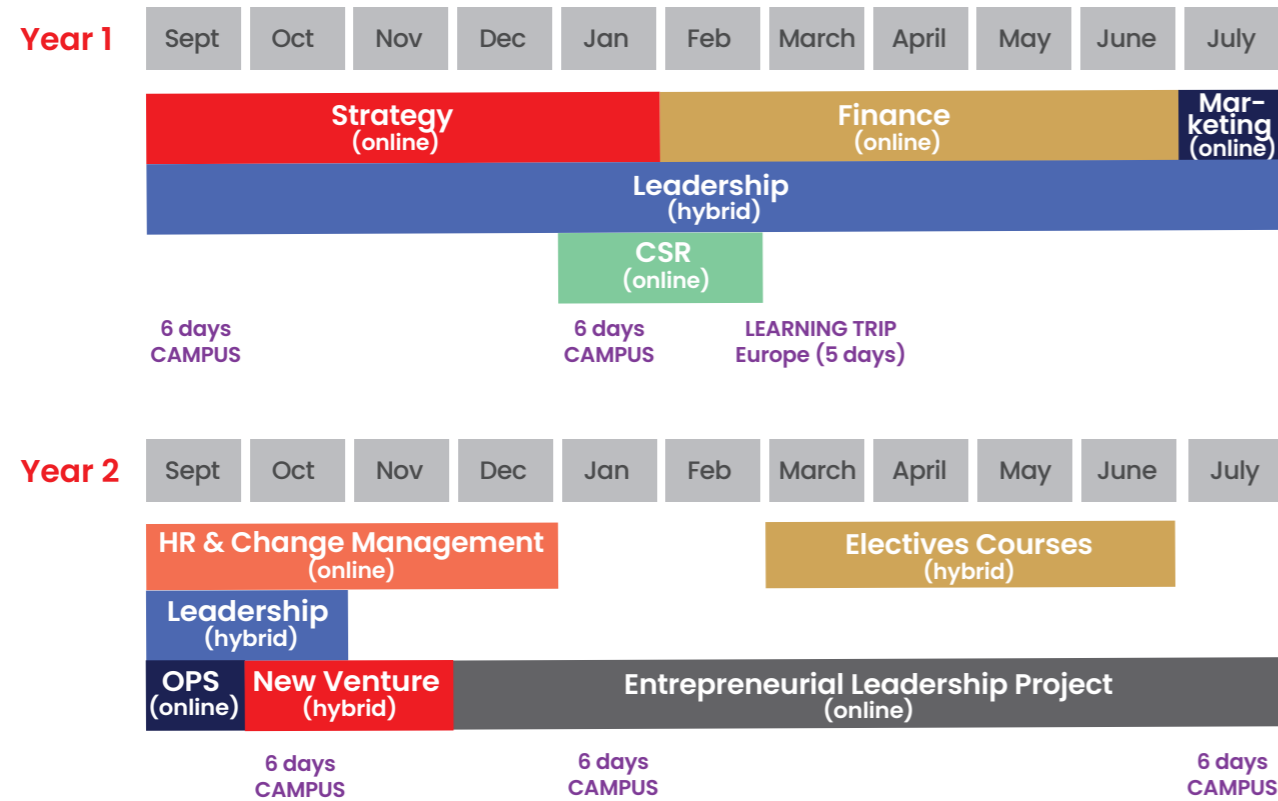 Year 1
Sept Oct Nov Dec Jan Feb March April May June July
Strategy
(online)
Finance
(online)
Mar-
keting
(online)
Leadership
(hybrid)
CSR
(online)
6 days
CAMPUS
6 days
CAMPUS
LEARNING TRIP
Europe (5 days)
Year 2
Sept Oct Nov Dec Jan Feb March April May June July
HR & Change Management
(online)
Electives Courses
(hybrid)
Leadership
(hybrid)
OPS
(online)
New Venture
(hybrid)
Entrepreneurial Leadership Project
(online)
6 days
CAMPUS
6 days
CAMPUS
6 days
CAMPUS